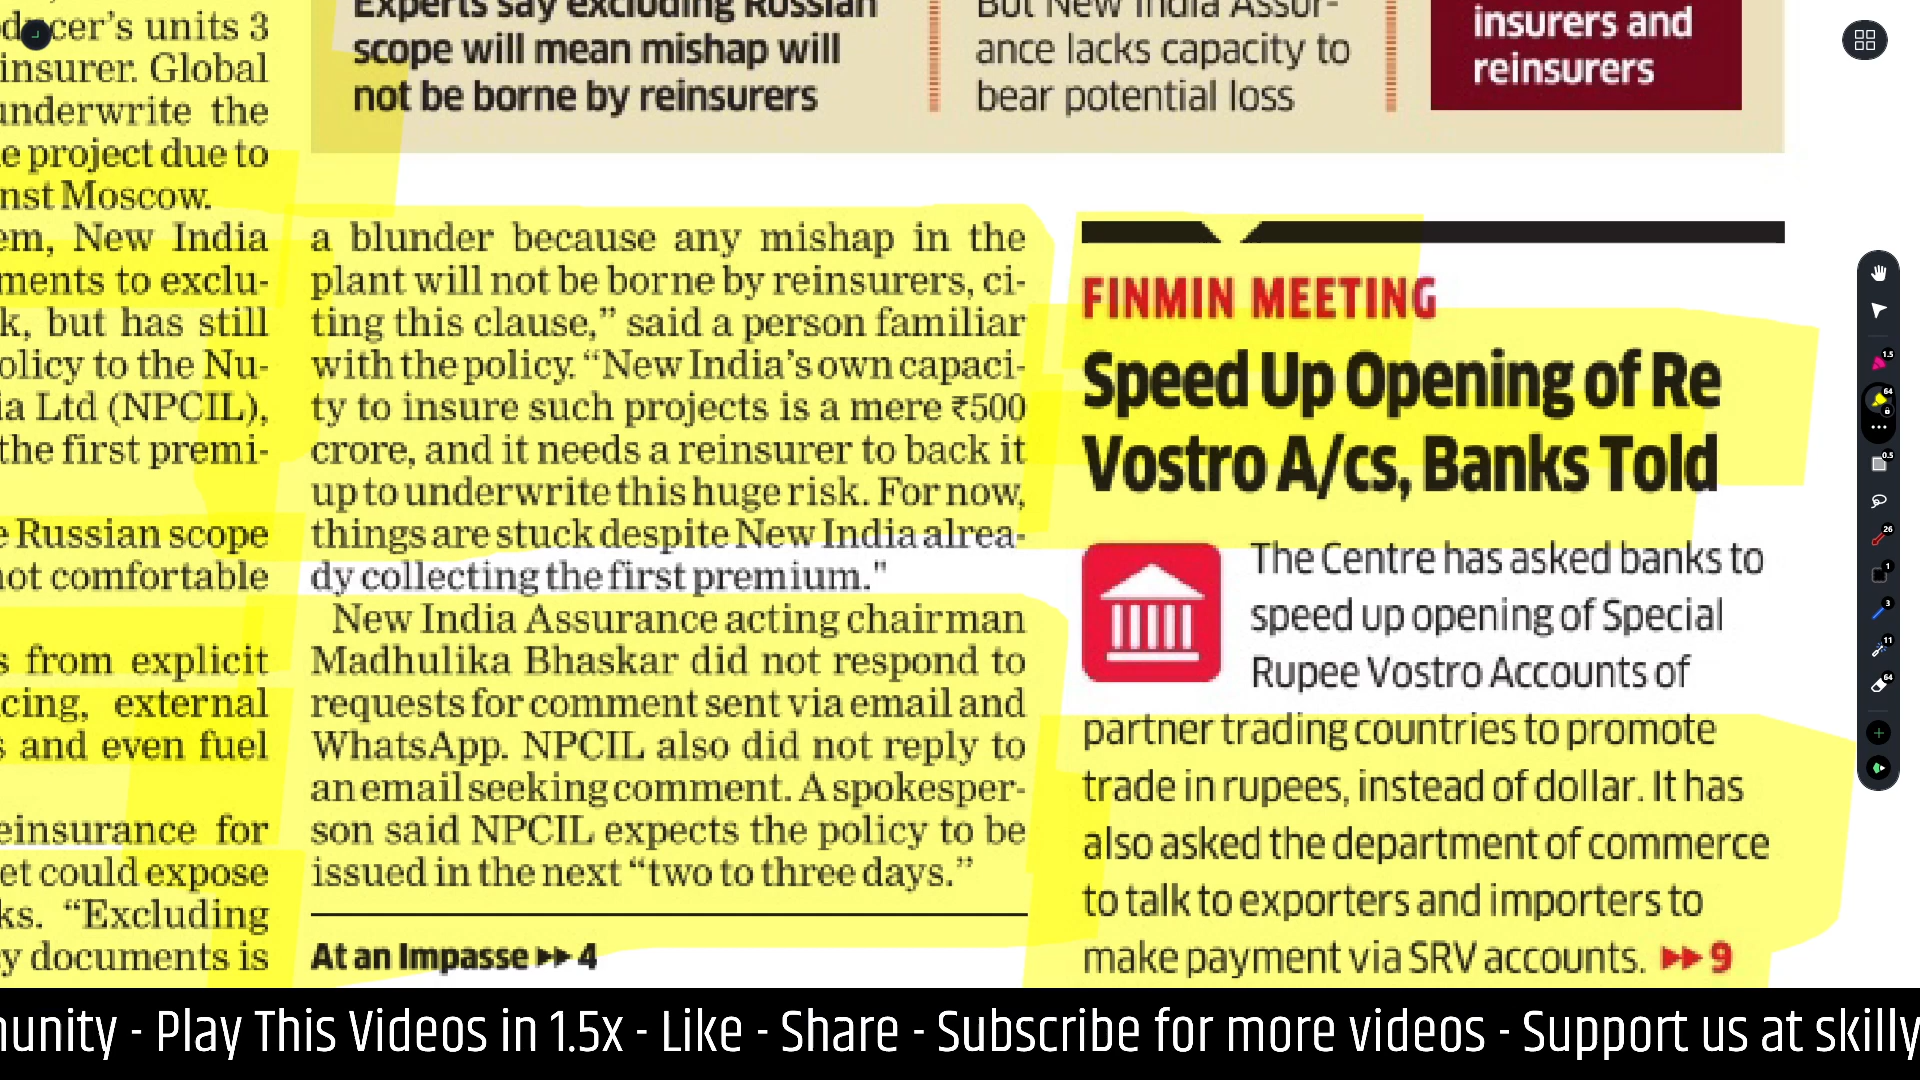 cer's units 3
insurer. Global
underwrite the
e project due to
nst Moscow.
em, New India
ments to exclu-
k, but has still
olicy to the Nu-
ia Ltd (NPCIL),
the first premi-
e Russian scope
not comfortable
s from explicit
cing, external
s and even fuel
einsurance for
et could expose
ks. “Excluding
y documents is
Experts say excluding Russian
scope will mean mishap will
not be borne by reinsurers
But New India Assur-
ance lacks capacity to
bear potential loss
insurers and
reinsurers
a blunder because any mishap in the
plant will not be borne by reinsurers, ci-
ting this clause,” said a person familiar
with the policy. “New India's own capaci-
ty to insure such projects is a mere ₹500
crore, and it needs a reinsurer to back it
up to underwrite this huge risk. For now,
things are stuck despite New India alrea-
dy collecting the first premium."
New India Assurance acting chairman
Madhulika Bhaskar did not respond to
requests for comment sent via email and
WhatsApp. NPCIL also did not reply to
an email seeking comment. A spokesper-
son said NPCIL expects the policy to be
issued in the next “two to three days.”
At an Impasse ▸▸ 4
FINMIN MEETING
Speed Up Opening of Re
Vostro A/cs, Banks Told
The Centre has asked banks to
speed up opening of Special
Rupee Vostro Accounts of
partner trading countries to promote
trade in rupees, instead of dollar. It has
also asked the department of commerce
to talk to exporters and importers to
make payment via SRV accounts. ▸▸ 9
1.5
64
0.5
26
1
3
11
64
munity - Play This Videos in 1.5x - Like - Share - Subscribe for more videos - Support us at skilly